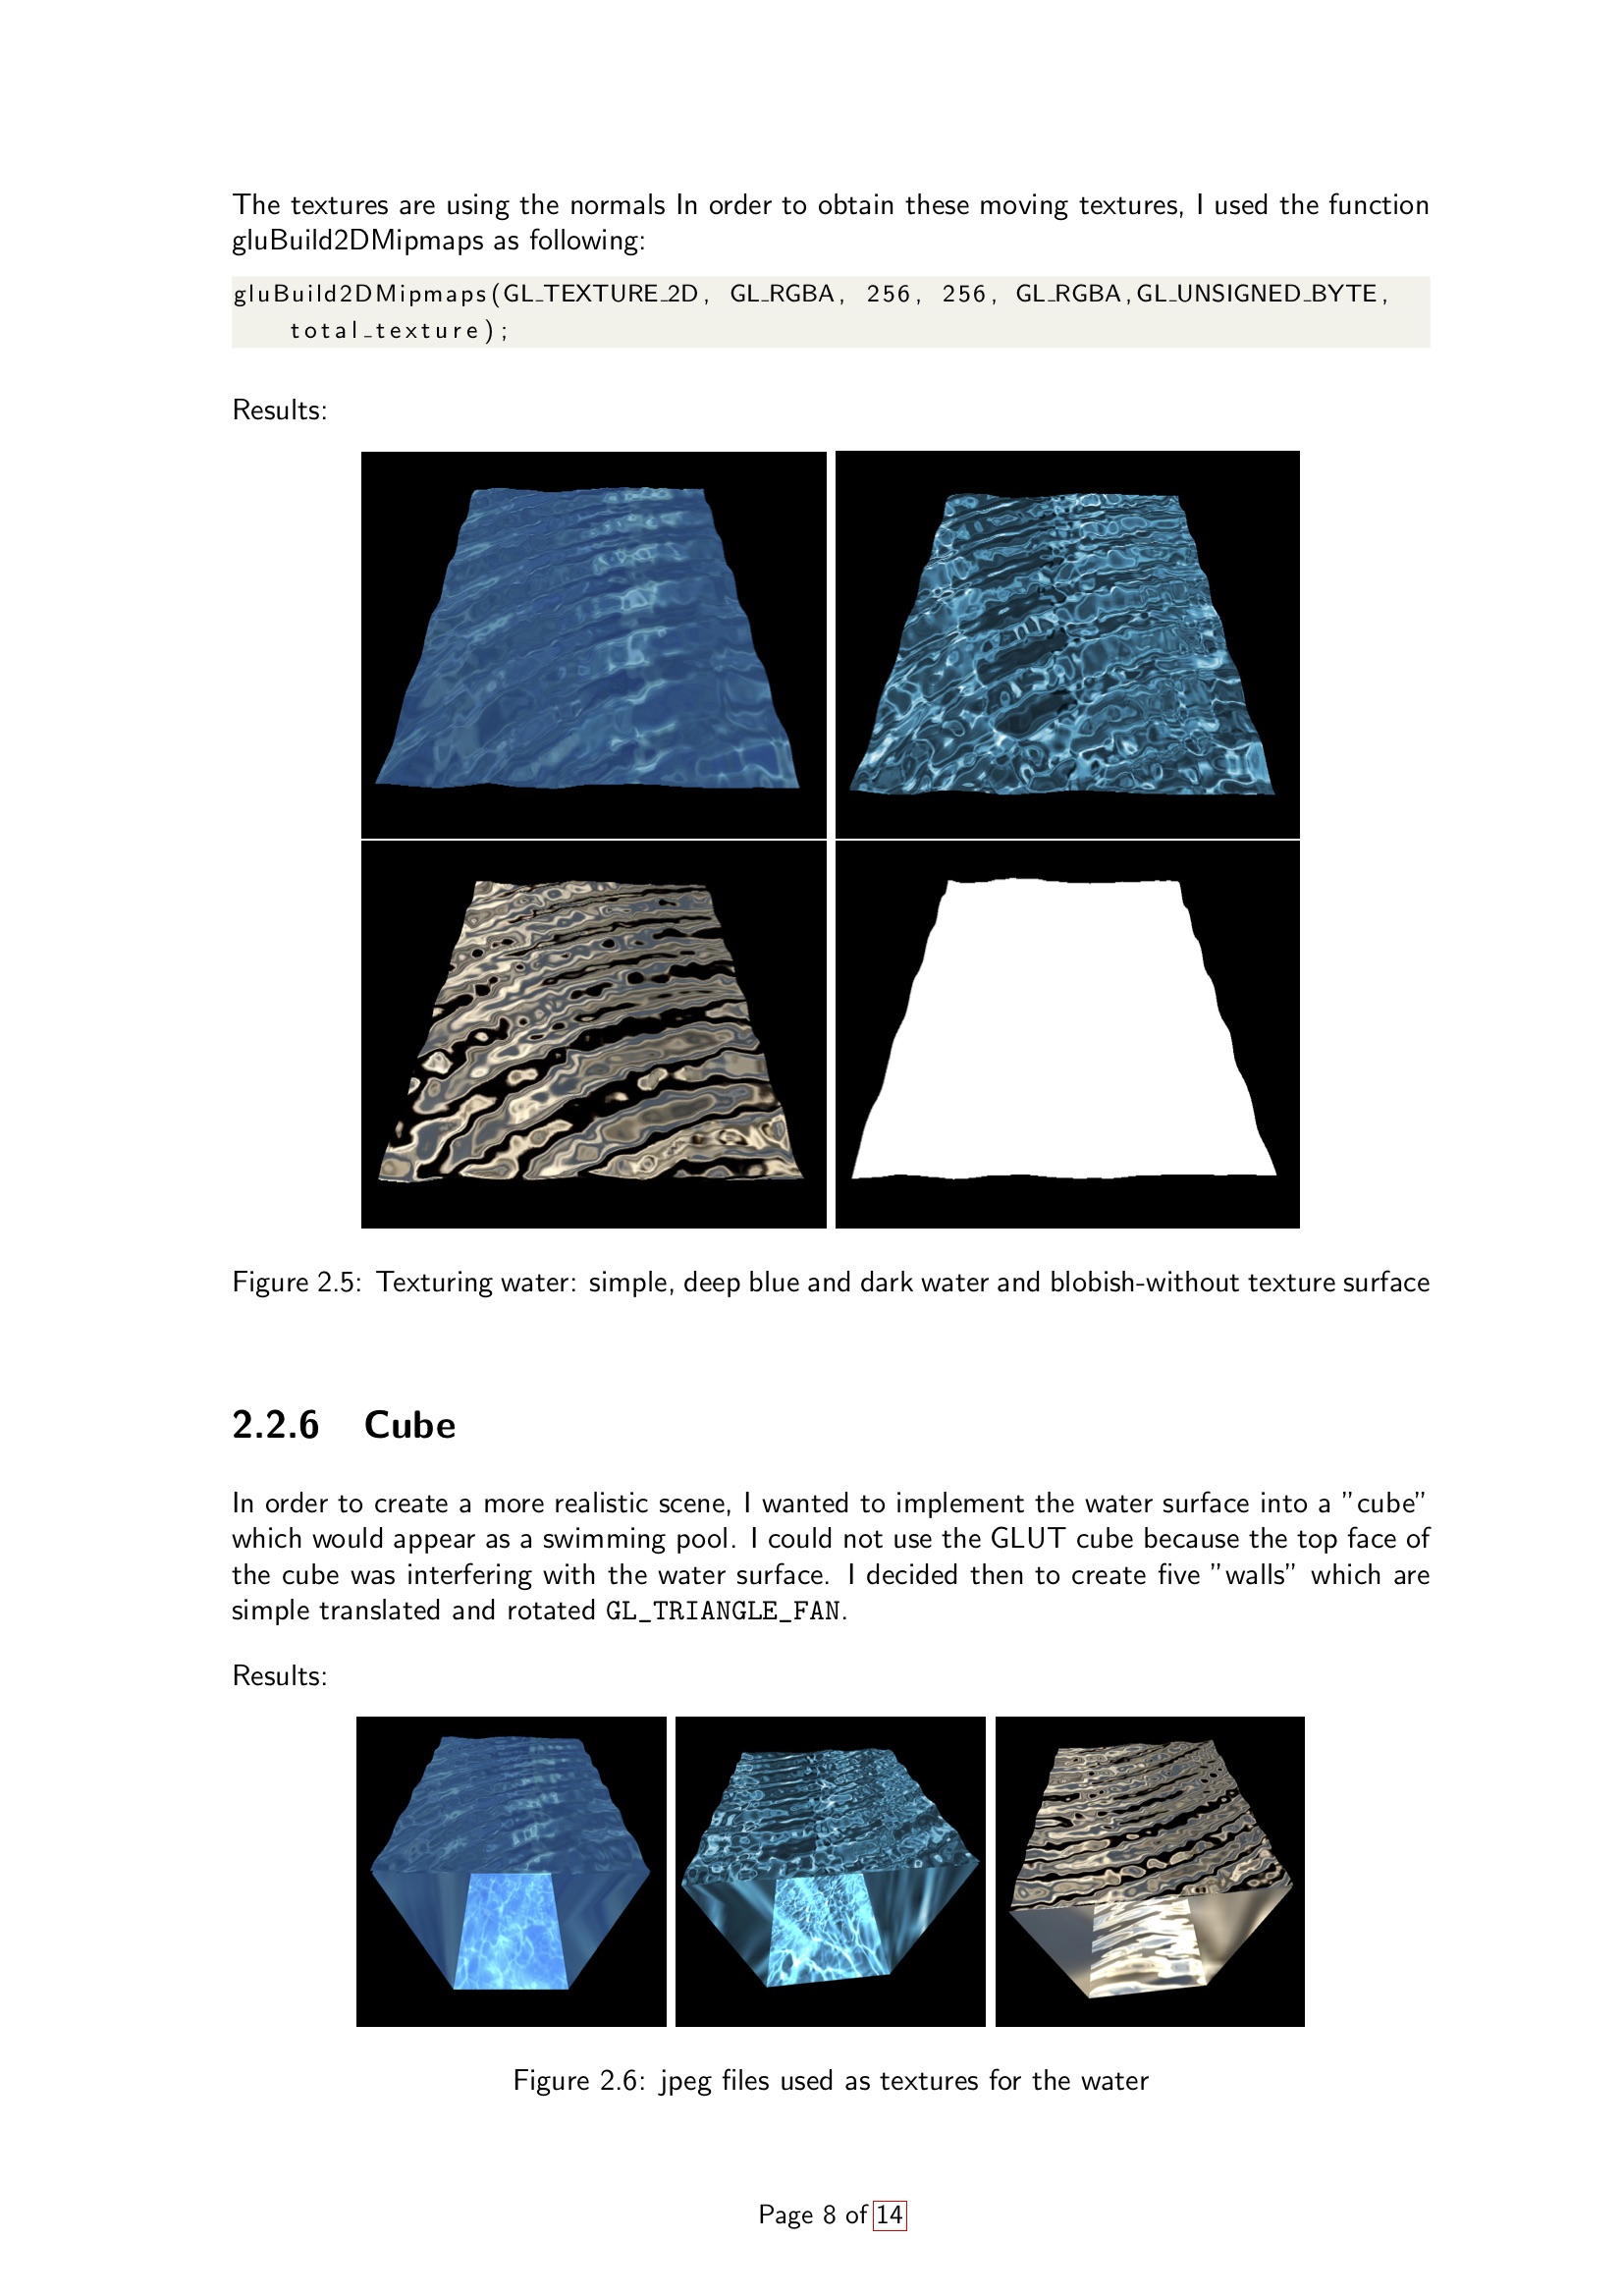 The textures are using the normals In order to obtain these moving textures, I used the function
gluBuild2DMipmaps as following:
gluBuild2DMipmaps(GL_TEXTURE_2D, GL_RGBA, 256, 256, GL_RGBA,GL_UNSIGNED_BYTE,
total_texture);
Results:
Figure 2.5: Texturing water: simple, deep blue and dark water and blobish-without texture surface
2.2.6 Cube
In order to create a more realistic scene, I wanted to implement the water surface into a "cube"
which would appear as a swimming pool. I could not use the GLUT cube because the top face of
the cube was interfering with the water surface. I decided then to create five "walls" which are
simple translated and rotated GL_TRIANGLE_FAN.
Results:
Figure 2.6: jpeg files used as textures for the water
Page 8 of 14